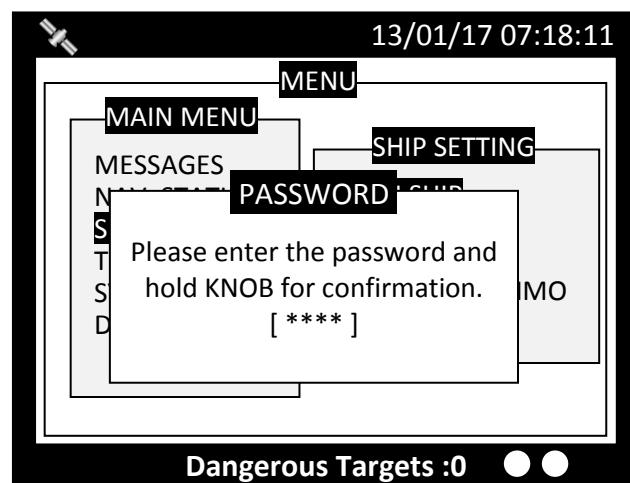 13/01/17 07:18:11
MENU
MAIN MENU
MESSAGES
SHIP SETTING
PASSWORD
Please enter the password and
hold KNOB for confirmation.
[ **** ]
Dangerous Targets :0